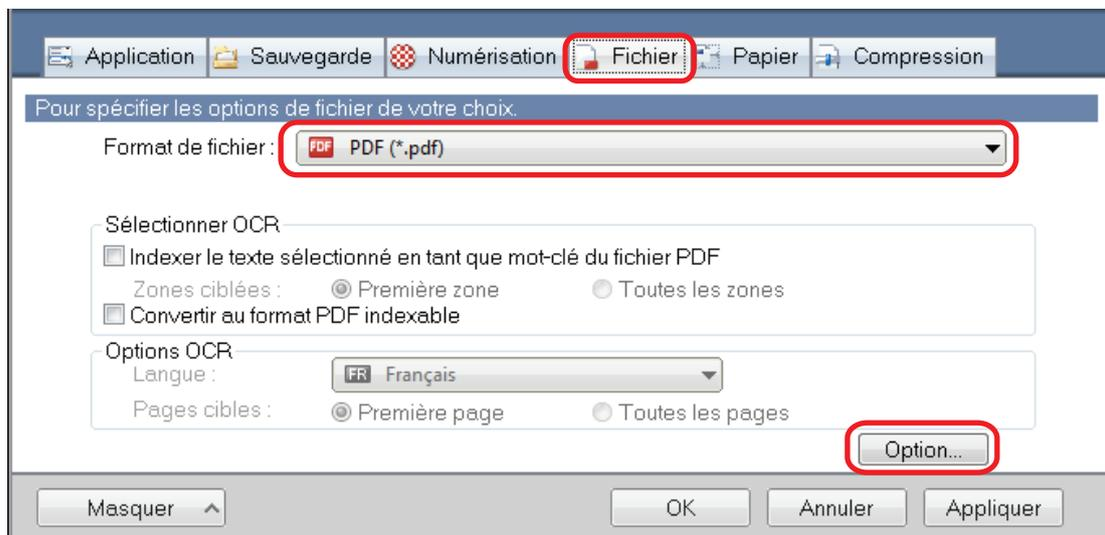 Application Sauvegarde Numérisation Fichier Papier Compression
Pour spécifier les options de fichier de votre choix.
Format de fichier : PDF PDF (*.pdf)
Sélectionner OCR
Indexer le texte sélectionné en tant que mot-clé du fichier PDF
Zones ciblées : Première zone Toutes les zones
Convertir au format PDF indexable
Options OCR
Langue : FR Français
Pages cibles : Première page Toutes les pages
Option...
Masquer OK Annuler Appliquer